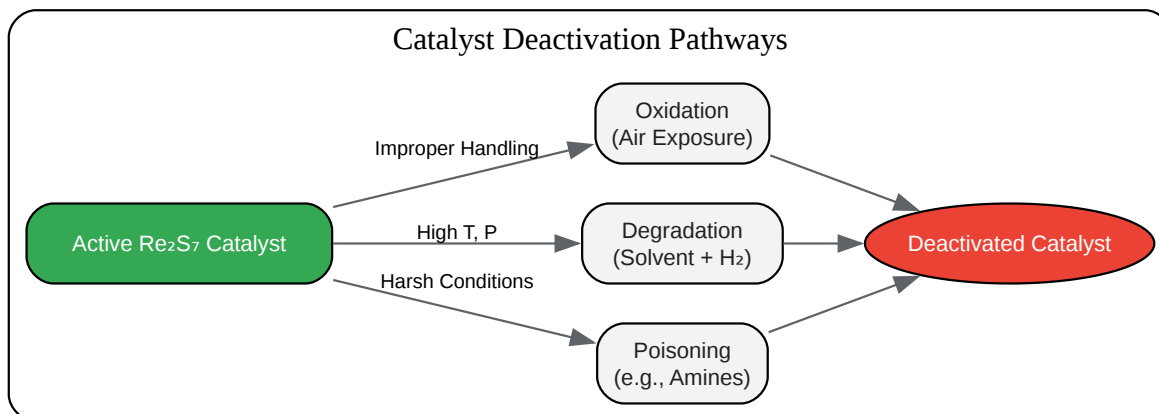 Catalyst Deactivation Pathways
Oxidation
(Air Exposure)
Improper Handling
Active Re₂S₇ Catalyst
High T, P
Degradation
(Solvent + H₂)
Deactivated Catalyst
Harsh Conditions
Poisoning
(e.g., Amines)